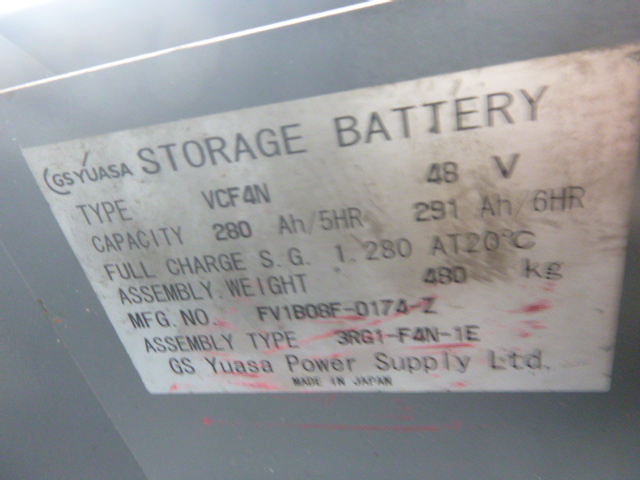 GS YUASA STORAGE BATTERY
TYPE VCF4N 48 V
CAPACITY 280 Ah/5HR 291 Ah/6HR
FULL CHARGE S.G. 1.280 AT20°C
ASSEMBLY.WEIGHT 480 kg
MFG.NO. FV1B08F-0174-Z
ASSEMBLY TYPE 3RG1-F4N-1E
GS Yuasa Power Supply Ltd.
MADE IN JAPAN